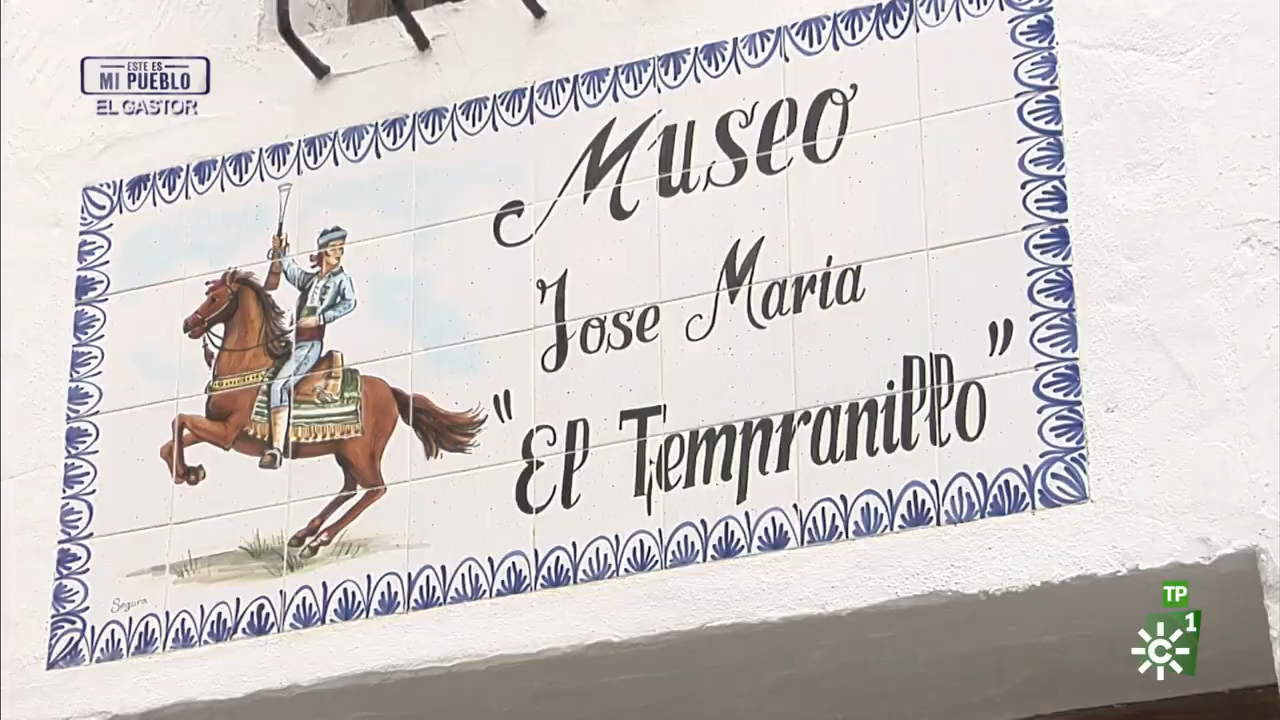 ESTE ES
MI PUEBLO
EL GASTOR
Museo
Jose Maria
"El Tempranillo"
Segura
TP
1